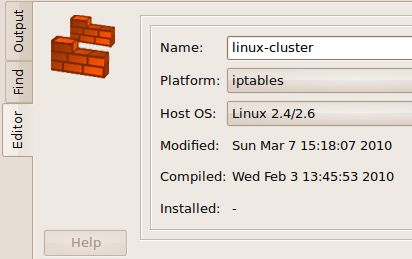 Output
Find
Editor
Name: linux-cluster
Platform: iptables
Host OS: Linux 2.4/2.6
Modified: Sun Mar 7 15:18:07 2010
Compiled: Wed Feb 3 13:45:53 2010
Installed: -
Help